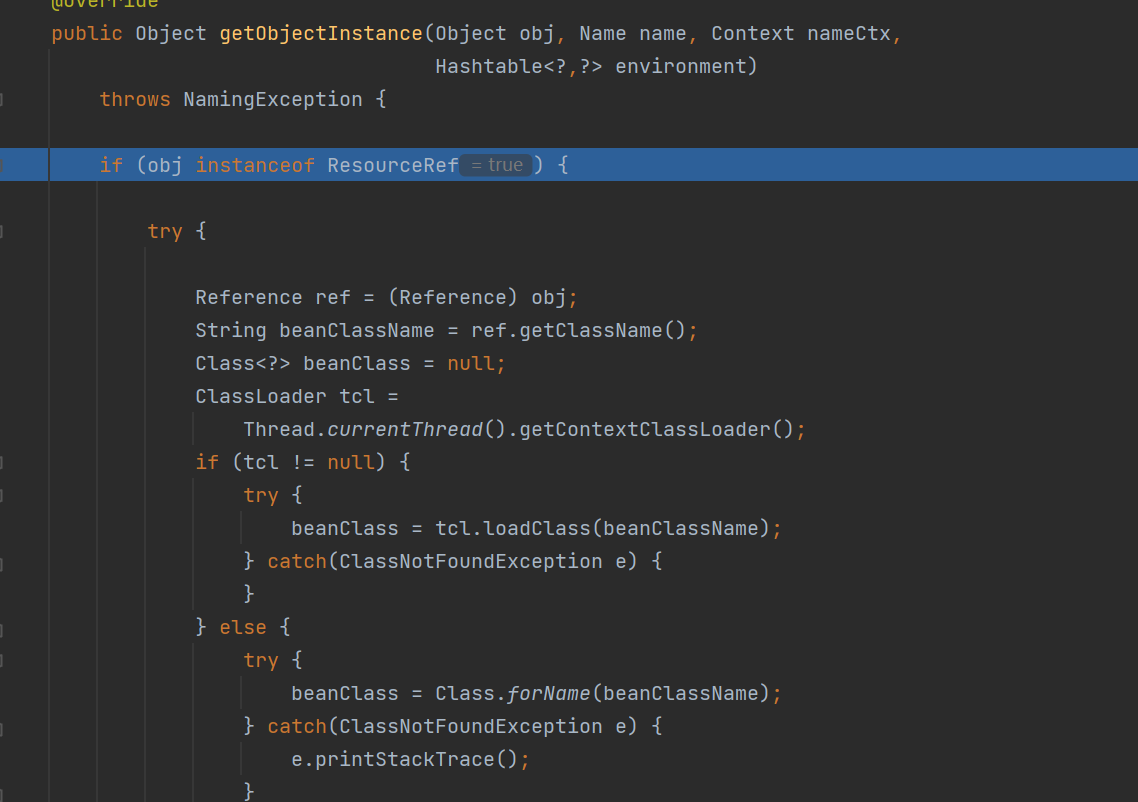 @Override
public Object getObjectInstance(Object obj, Name name, Context nameCtx,
                                Hashtable<?,?> environment)
    throws NamingException {
    if (obj instanceof ResourceRef = true ) {
        try {
            Reference ref = (Reference) obj;
            String beanClassName = ref.getClassName();
            Class<?> beanClass = null;
            ClassLoader tcl =
                Thread.currentThread().getContextClassLoader();
            if (tcl != null) {
                try {
                    beanClass = tcl.loadClass(beanClassName);
                } catch(ClassNotFoundException e) {
                }
            } else {
                try {
                    beanClass = Class.forName(beanClassName);
                } catch(ClassNotFoundException e) {
                    e.printStackTrace();
                }